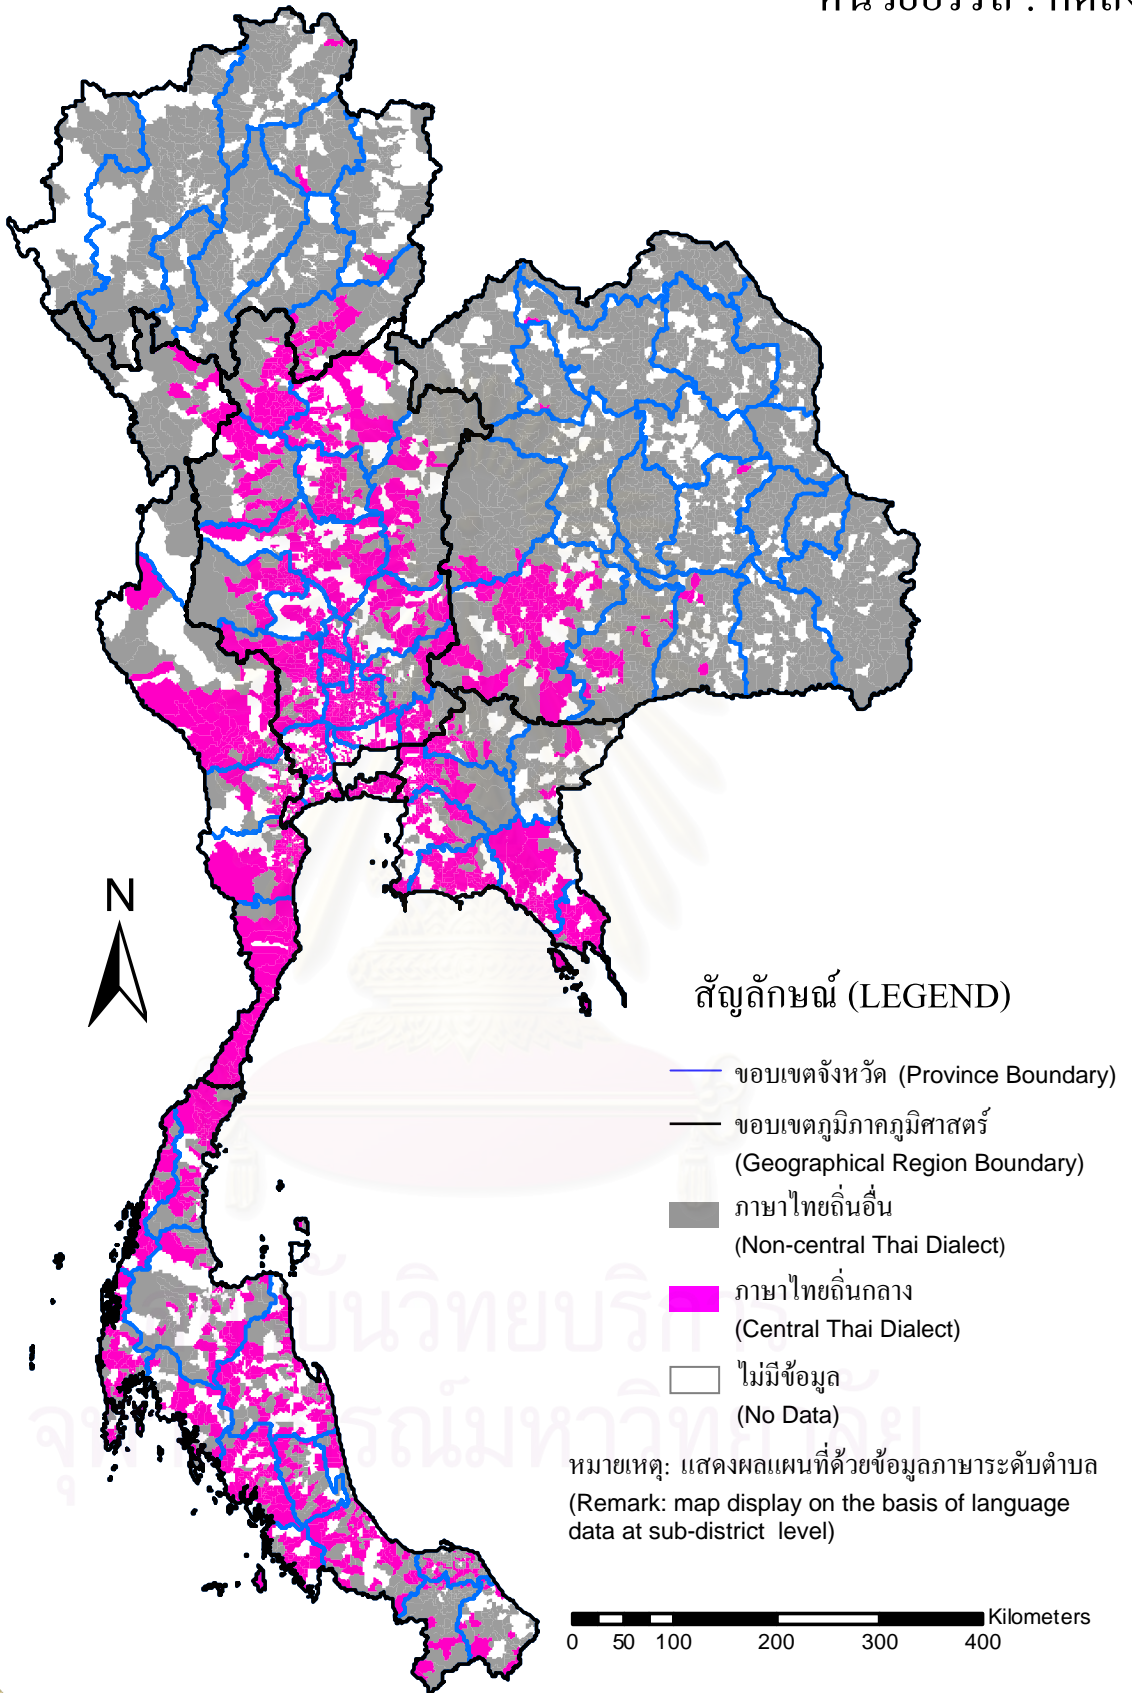 N
สัญลักษณ์ (LEGEND)
ขอบเขตจังหวัด (Province Boundary)
ขอบเขตภูมิภาคภูมิศาสตร์
(Geographical Region Boundary)
ภาษาไทยถิ่นอื่น
(Non-central Thai Dialect)
ภาษาไทยถิ่นกลาง
(Central Thai Dialect)
ไม่มีข้อมูล
(No Data)
หมายเหตุ: แสดงผลแผนที่ด้วยข้อมูลภาษาระดับตำบล
(Remark: map display on the basis of language
data at sub-district level)
Kilometers
0 50 100 200 300 400